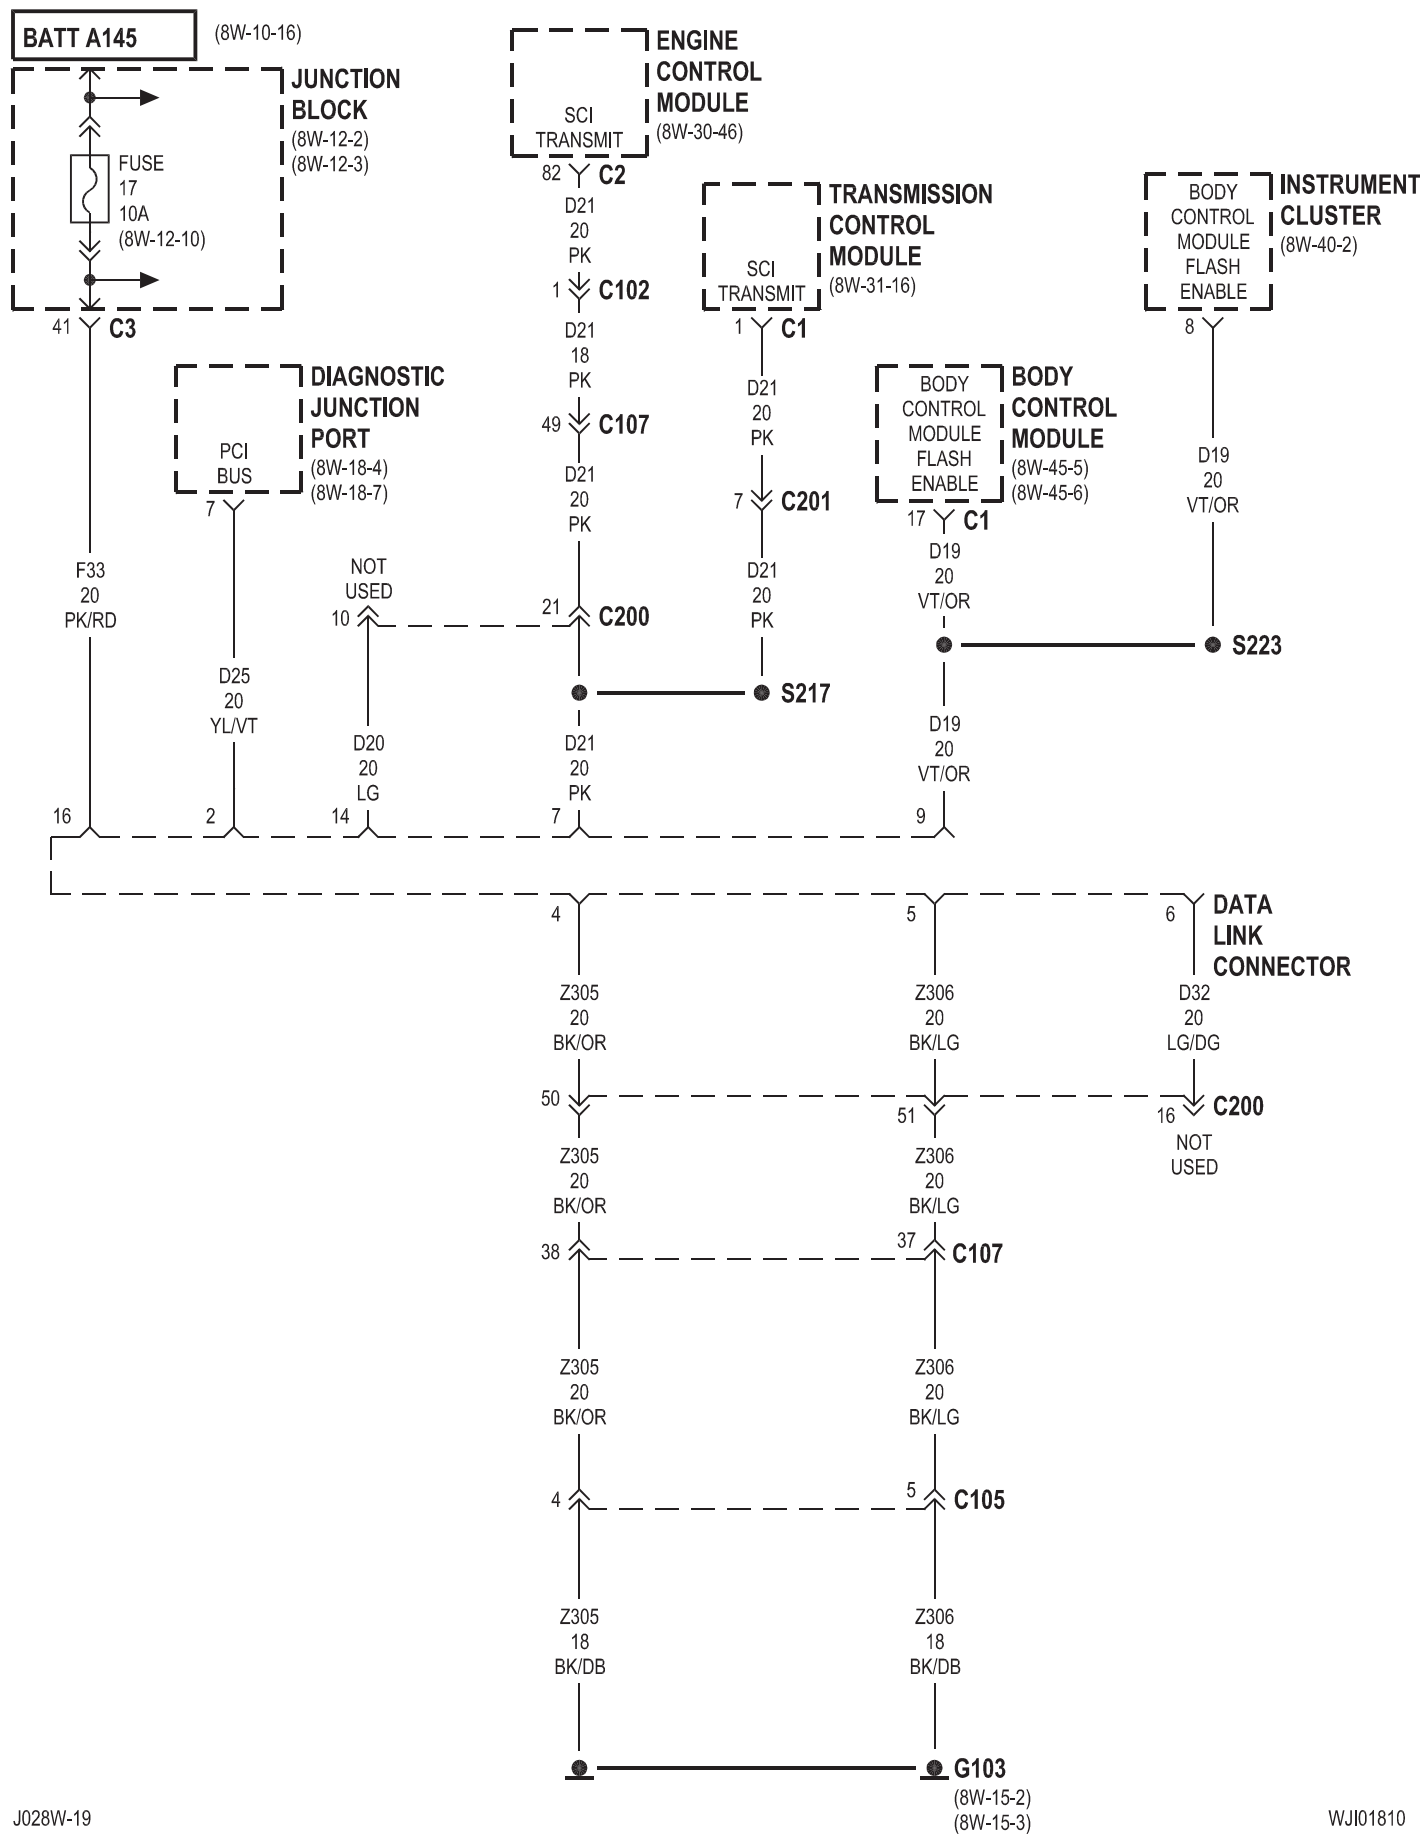 BATT A145
(8W-10-16)
JUNCTION
BLOCK
(8W-12-2)
(8W-12-3)
FUSE
17
10A
(8W-12-10)
41
C3
ENGINE
CONTROL
MODULE
(8W-30-46)
SCI
TRANSMIT
82
C2
D21
20
PK
1
C102
D21
18
PK
49
C107
D21
20
PK
21
C200
TRANSMISSION
CONTROL
MODULE
(8W-31-16)
SCI
TRANSMIT
1
C1
D21
20
PK
7
C201
D21
20
PK
S217
INSTRUMENT
CLUSTER
(8W-40-2)
BODY
CONTROL
MODULE
FLASH
ENABLE
8
D19
20
VT/OR
S223
BODY
CONTROL
MODULE
(8W-45-5)
(8W-45-6)
BODY
CONTROL
MODULE
FLASH
ENABLE
17
C1
D19
20
VT/OR
D19
20
VT/OR
DIAGNOSTIC
JUNCTION
PORT
(8W-18-4)
(8W-18-7)
PCI
BUS
7
F33
20
PK/RD
D25
20
YL/VT
NOT
USED
10
D20
20
LG
D21
20
PK
16
2
14
7
9
4
5
6
DATA
LINK
CONNECTOR
Z305
20
BK/OR
Z306
20
BK/LG
D32
20
LG/DG
50
51
16
C200
NOT
USED
Z305
20
BK/OR
Z306
20
BK/LG
38
37
C107
Z305
20
BK/OR
Z306
20
BK/LG
4
5
C105
Z305
18
BK/DB
Z306
18
BK/DB
G103
(8W-15-2)
(8W-15-3)
J028W-19
WJI01810